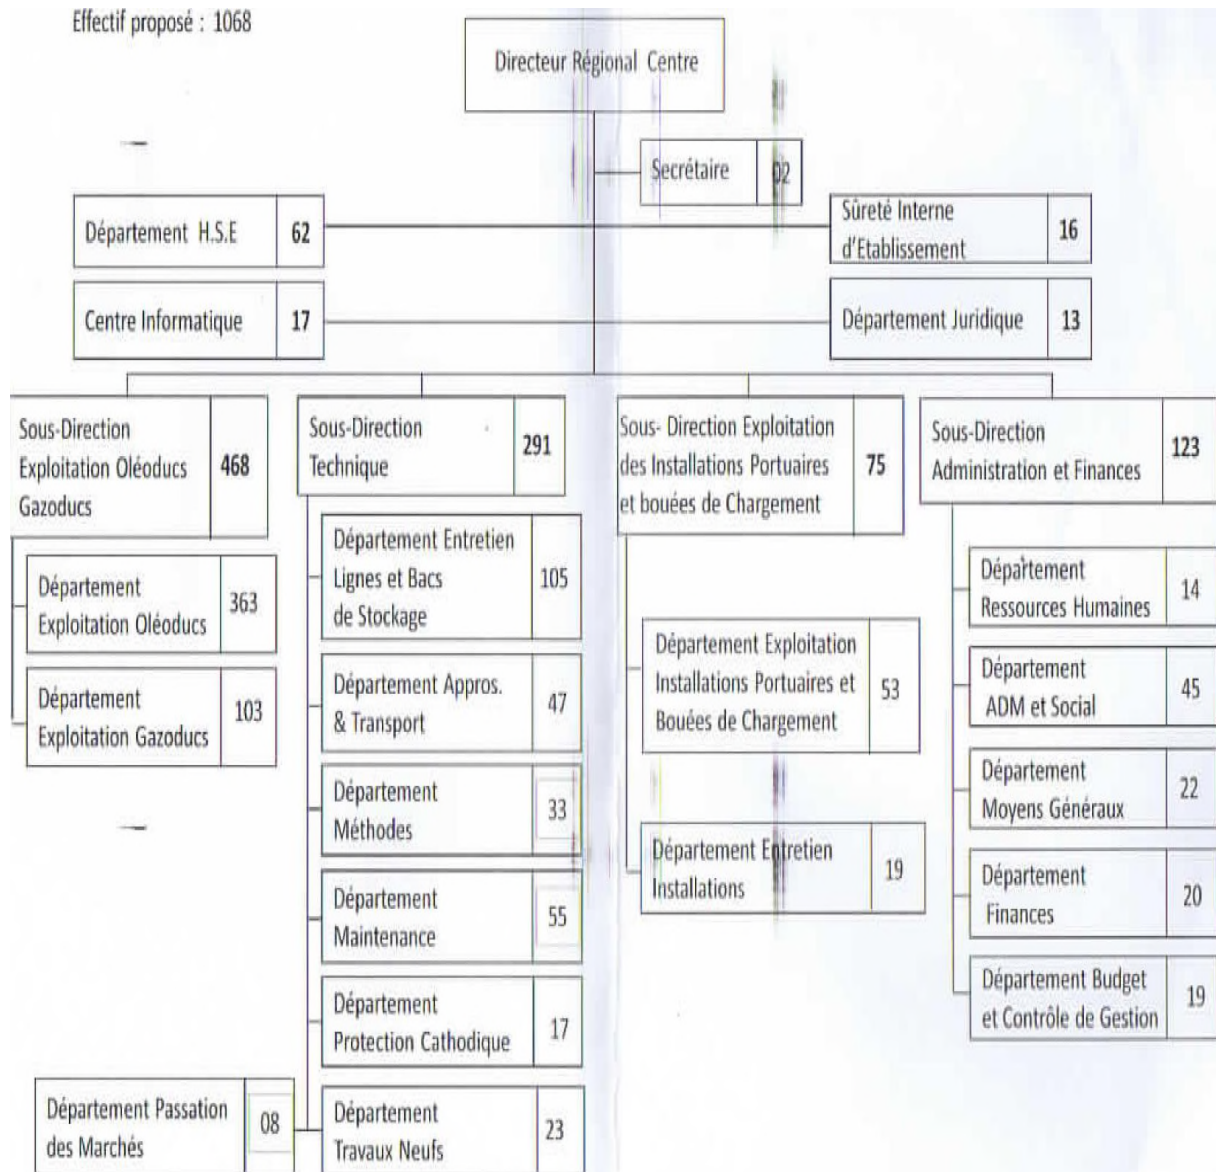 Effectif proposé : 1068
Directeur Régional Centre
Secrétaire 02
Département H.S.E 62
Sûreté Interne
d'Etablissement 16
Centre Informatique 17
Département Juridique 13
Sous-Direction
Exploitation Oléoducs 468
Gazoducs
Département
Exploitation Oléoducs 363
Département
Exploitation Gazoducs 103
Sous-Direction
Technique 291
Département Entretien
Lignes et Bacs 105
de Stockage
Département Appros.
& Transport 47
Département
Méthodes 33
Département
Maintenance 55
Département
Protection Cathodique 17
Département Passation
des Marchés 08
Département
Travaux Neufs 23
Sous- Direction Exploitation
des Installations Portuaires 75
et bouées de Chargement
Département Exploitation
Installations Portuaires et 53
Bouées de Chargement
Département Entretien
Installations 19
Sous-Direction
Administration et Finances 123
Département
Ressources Humaines 14
Département
ADM et Social 45
Département
Moyens Généraux 22
Département
Finances 20
Département Budget
et Contrôle de Gestion 19